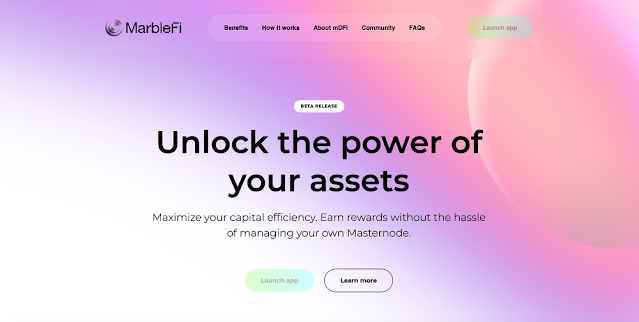 MarbleFi
Benefits How it works About mDFI Community FAQs
Launch app
BETA RELEASE
Unlock the power of
your assets
Maximize your capital efficiency. Earn rewards without the hassle
of managing your own Masternode.
Launch app Learn more